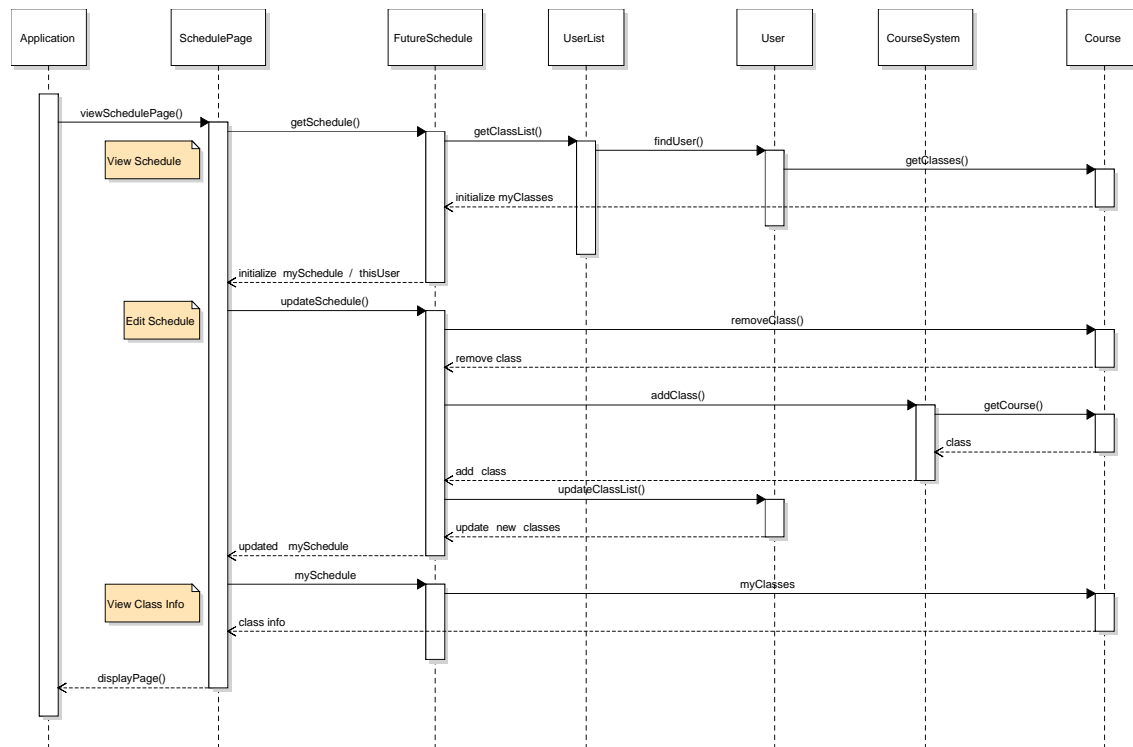 Application
SchedulePage
FutureSchedule
UserList
User
CourseSystem
Course
viewSchedulePage()
getSchedule()
getClassList()
findUser()
View Schedule
getClasses()
initialize myClasses
initialize mySchedule / thisUser
updateSchedule()
Edit Schedule
removeClass()
remove class
addClass()
getCourse()
class
add class
updateClassList()
update new classes
updated mySchedule
mySchedule
myClasses
View Class Info
class info
displayPage()